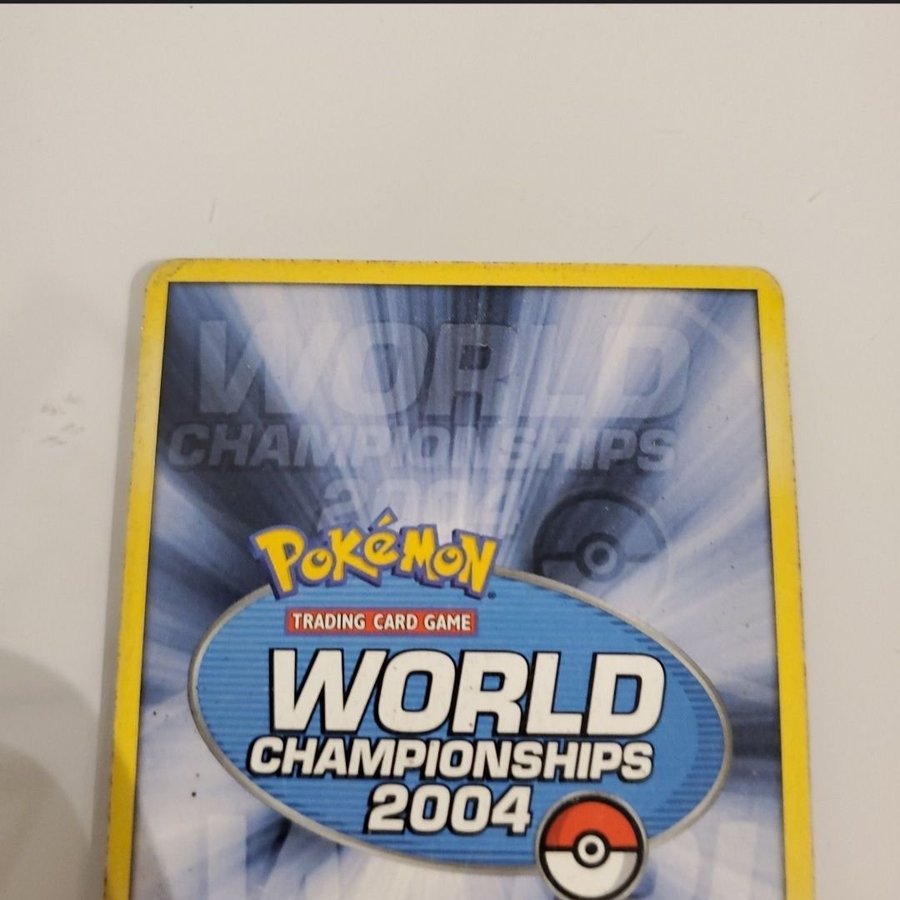 WORLD
CHAMPIONSHIPS
2004
POKéMON
TRADING CARD GAME
WORLD
CHAMPIONSHIPS
2004